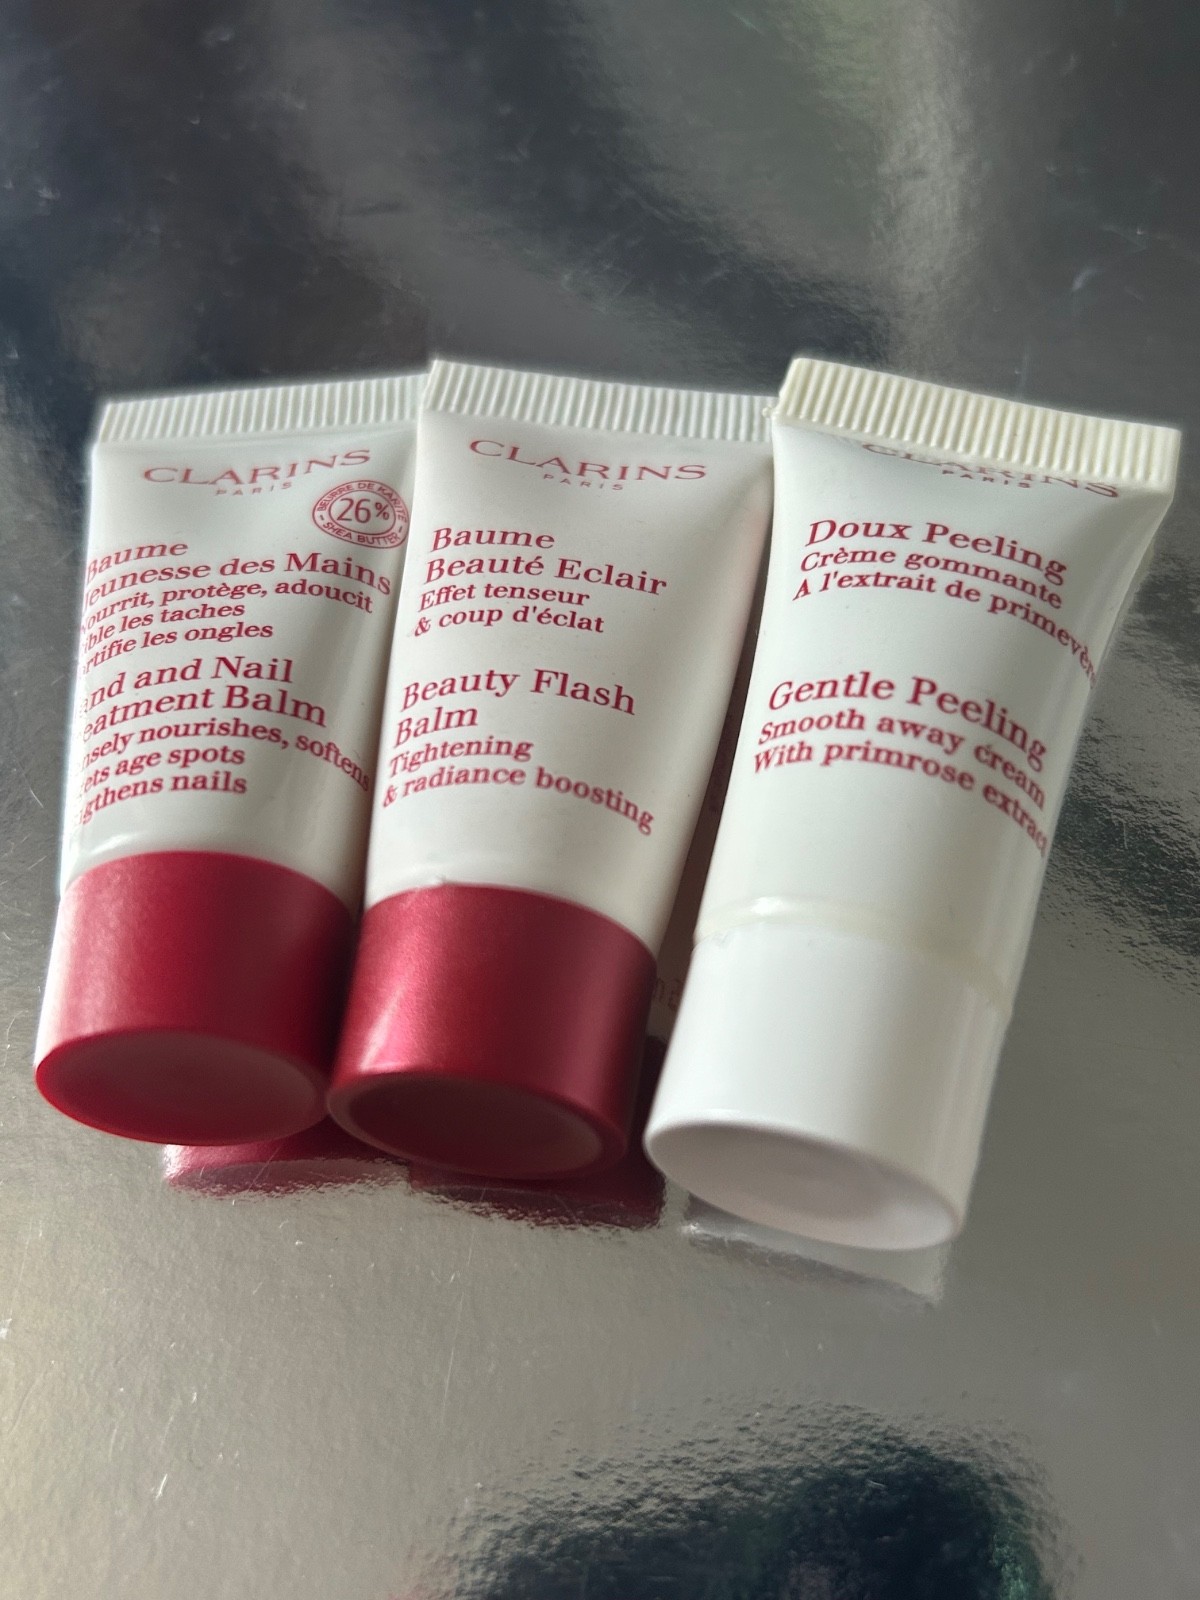 CLARINS
PARIS
BEURRE DE KARITÉ
26%
SHEA BUTTER
Baume
Jeunesse des Mains
protège, adoucit
les taches
les ongles
and Nail
Balm
nourishes, softens
age spots
nails
CLARINS
PARIS
Baume
Beauté Eclair
Effet tenseur
& coup d'éclat
Beauty Flash
Balm
Tightening
& radiance boosting
CLARINS
PARIS
Doux Peeling
Crème gommante
A l'extrait de primevère
Gentle Peeling
Smooth away cream
With primrose extract